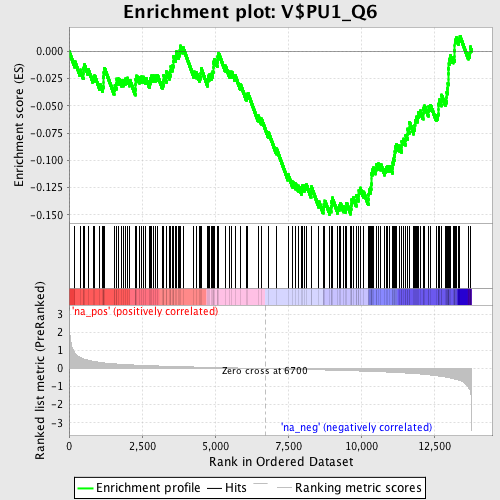 Enrichment plot: V$PU1_Q6
Enrichment score (ES)
0.000
-0.025
-0.050
-0.075
-0.100
-0.125
-0.150
'na_pos' (positively correlated)
Ranked list metric (PreRanked)
3
2
1
0
-1
-2
-3
Zero cross at 6700
'na_neg' (negatively correlated)
0
2,500
5,000
7,500
10,000
12,500
Rank in Ordered Dataset
Enrichment profile
Hits
Ranking metric scores